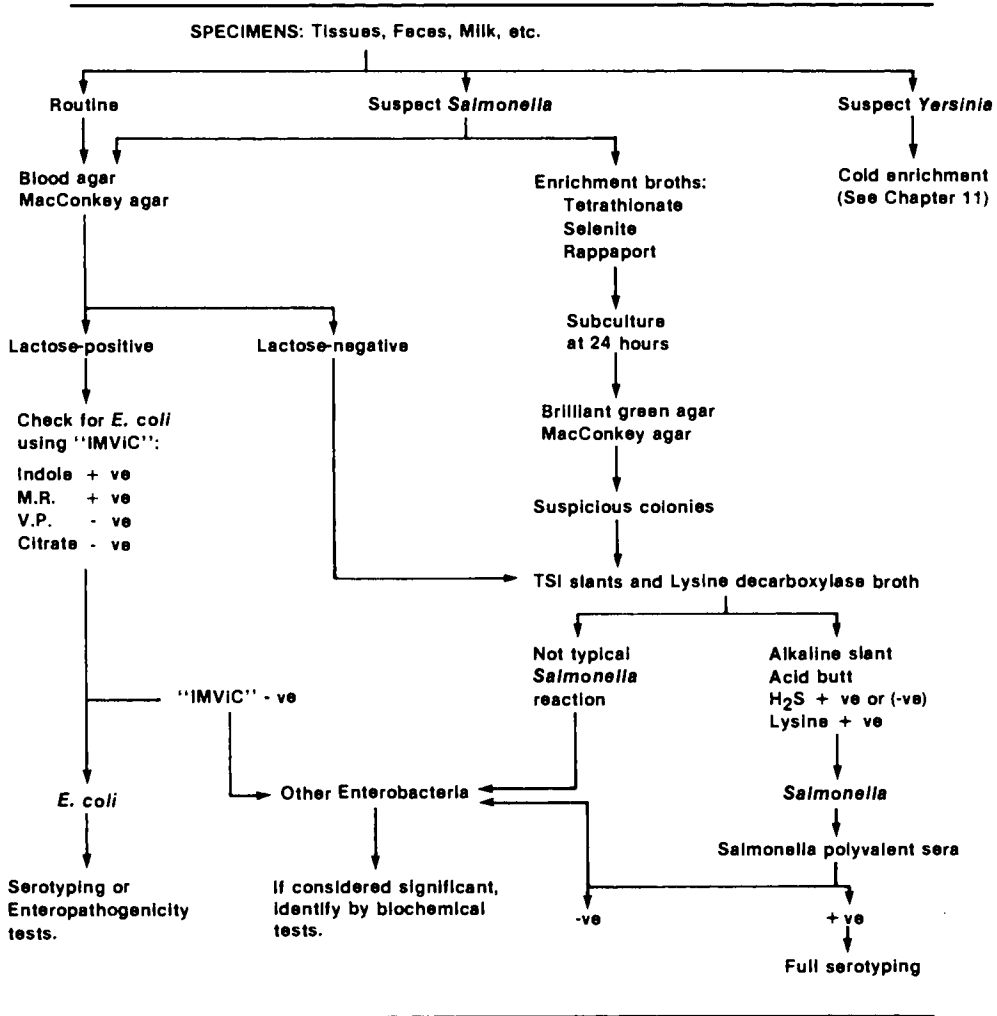 SPECIMENS: Tissues, Feces, Milk, etc.
Routine
Suspect Salmonella
Suspect Yersinia
Blood agar
MacConkey agar
Enrichment broths:
Tetrathionate
Selenite
Rappaport
Cold enrichment
(See Chapter 11)
Subculture
at 24 hours
Lactose-positive
Lactose-negative
Brilliant green agar
MacConkey agar
Check for E. coli
using "IMViC":
Indole + ve
M.R. + ve
V.P. - ve
Citrate - ve
Suspicious colonies
TSI slants and Lysine decarboxylase broth
Not typical
Salmonella
reaction
Alkaline slant
Acid butt
H₂S + ve or (-ve)
Lysine + ve
"IMViC" - ve
E. coli
Other Enterobacteria
Salmonella
Salmonella polyvalent sera
Serotyping or
Enteropathogenicity
tests.
If considered significant,
identify by biochemical
tests.
-ve
+ ve
Full serotyping